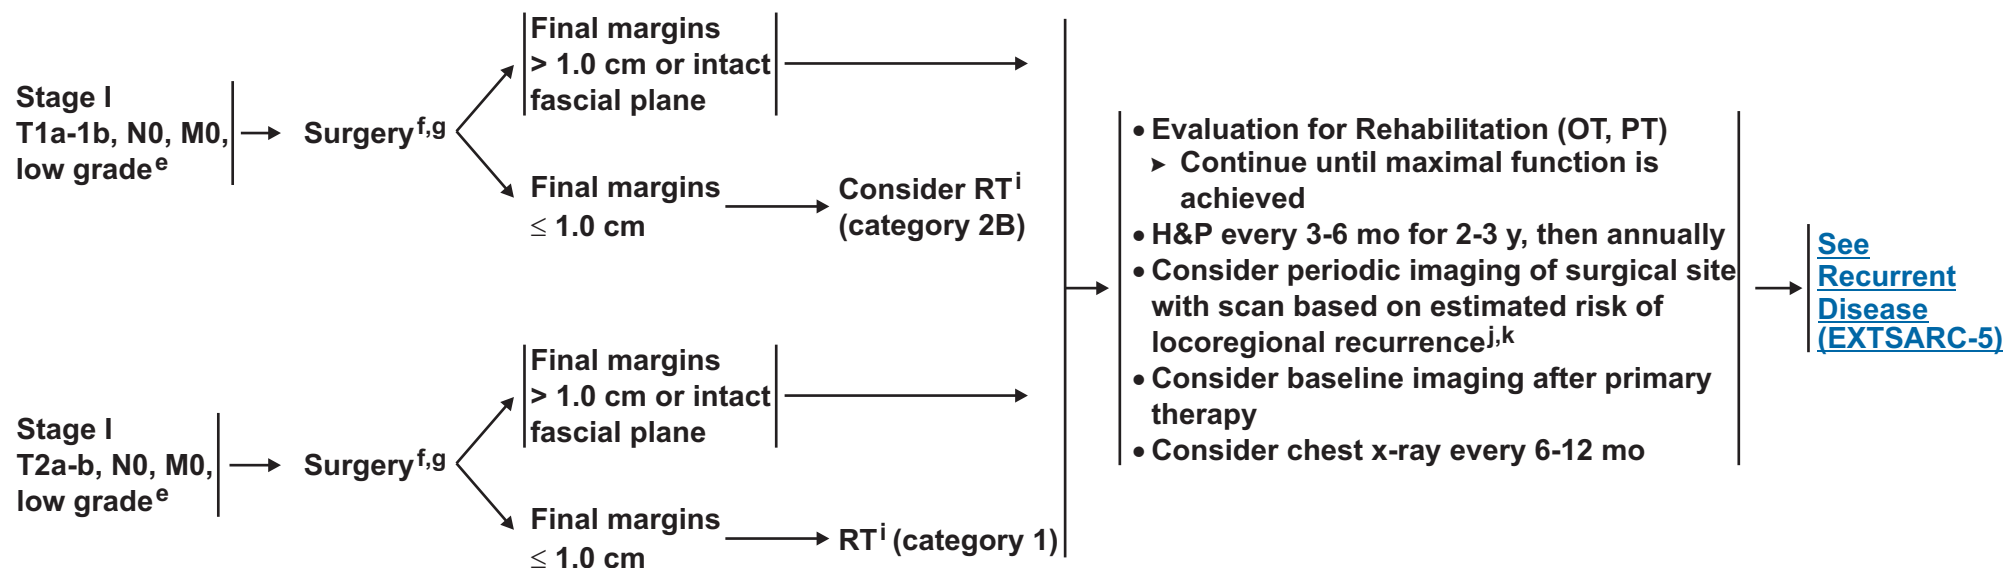 Stage I
T1a-1b, N0, M0,
low grade e
Surgery f,g
Final margins
> 1.0 cm or intact
fascial plane
Final margins
≤ 1.0 cm
Consider RT i
(category 2B)
Stage I
T2a-b, N0, M0,
low grade e
Surgery f,g
Final margins
> 1.0 cm or intact
fascial plane
Final margins
≤ 1.0 cm
RT i (category 1)
• Evaluation for Rehabilitation (OT, PT)
➤ Continue until maximal function is
achieved
• H&P every 3-6 mo for 2-3 y, then annually
• Consider periodic imaging of surgical site
with scan based on estimated risk of
locoregional recurrence j,k
• Consider baseline imaging after primary
therapy
• Consider chest x-ray every 6-12 mo
See
Recurrent
Disease
(EXTSARC-5)